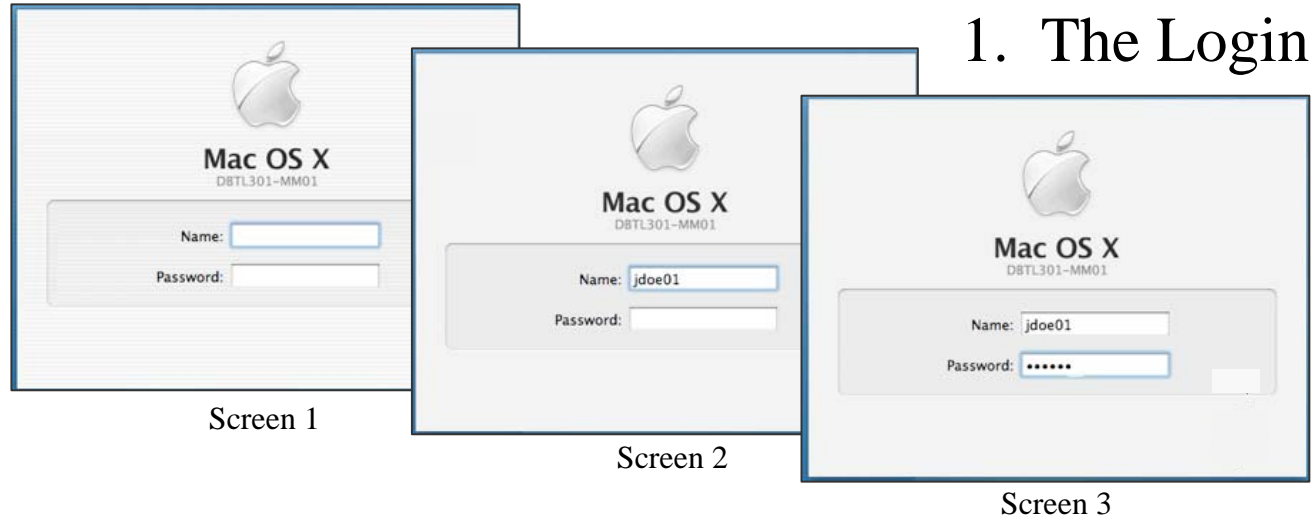 1. The Login
Mac OS X
DBTL301-MM01
Name:
Password:
Screen 1
Mac OS X
DBTL301-MM01
Name: jdoe01
Password:
Screen 2
Mac OS X
DBTL301-MM01
Name: jdoe01
Password: ••••••
Screen 3